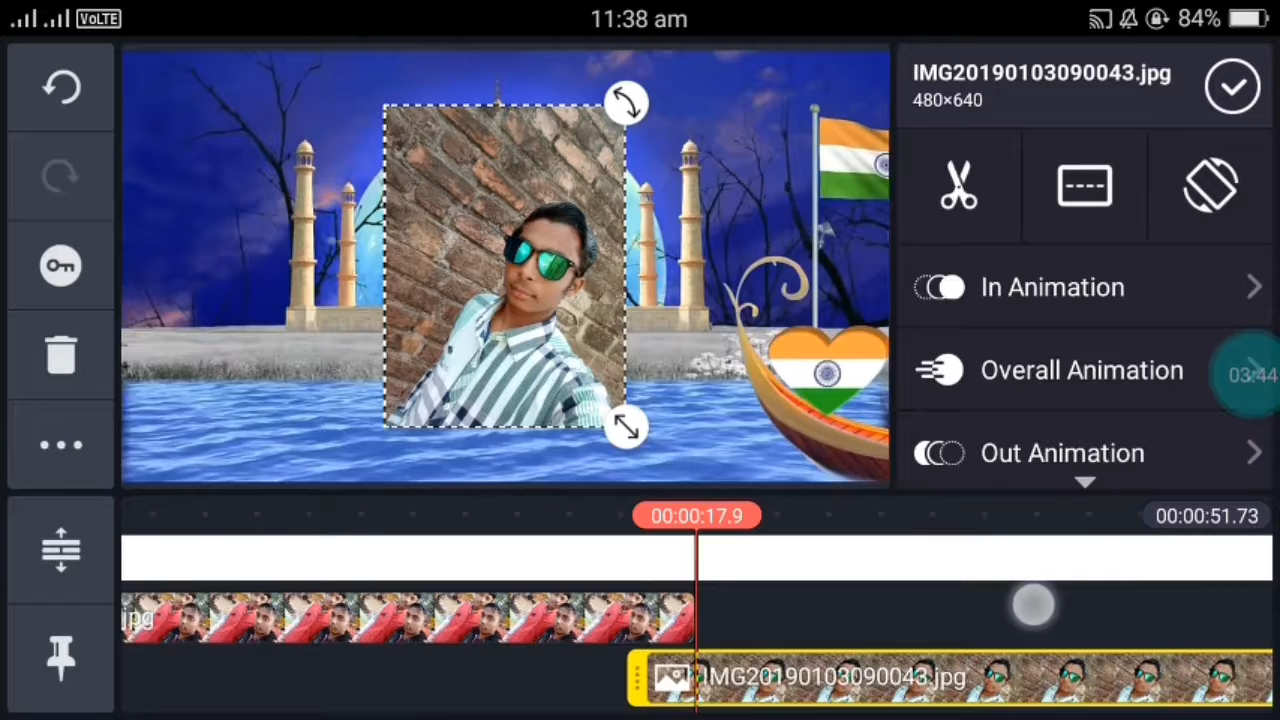 VoLTE
11:38 am
84%
IMG20190103090043.jpg
480×640
In Animation
Overall Animation
03:44
Out Animation
00:00:17.9
00:00:51.73
jpg
IMG20190103090043.jpg